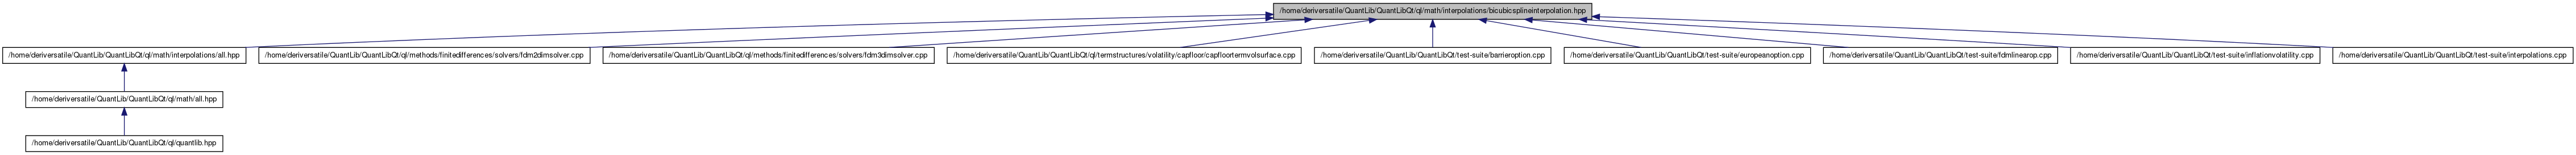 /home/deriversatile/QuantLib/QuantLibQt/ql/math/interpolations/bicubicsplineinterpolation.hpp
/home/deriversatile/QuantLib/QuantLibQt/ql/math/interpolations/all.hpp
/home/deriversatile/QuantLib/QuantLibQt/ql/methods/finitedifferences/solvers/fdm2dimsolver.cpp
/home/deriversatile/QuantLib/QuantLibQt/ql/methods/finitedifferences/solvers/fdm3dimsolver.cpp
/home/deriversatile/QuantLib/QuantLibQt/ql/termstructures/volatility/capfloor/capfloortermvolsurface.cpp
/home/deriversatile/QuantLib/QuantLibQt/test-suite/barrieroption.cpp
/home/deriversatile/QuantLib/QuantLibQt/test-suite/europeanoption.cpp
/home/deriversatile/QuantLib/QuantLibQt/test-suite/fdmlinearop.cpp
/home/deriversatile/QuantLib/QuantLibQt/test-suite/inflationvolatility.cpp
/home/deriversatile/QuantLib/QuantLibQt/test-suite/interpolations.cpp
/home/deriversatile/QuantLib/QuantLibQt/ql/math/all.hpp
/home/deriversatile/QuantLib/QuantLibQt/ql/quantlib.hpp